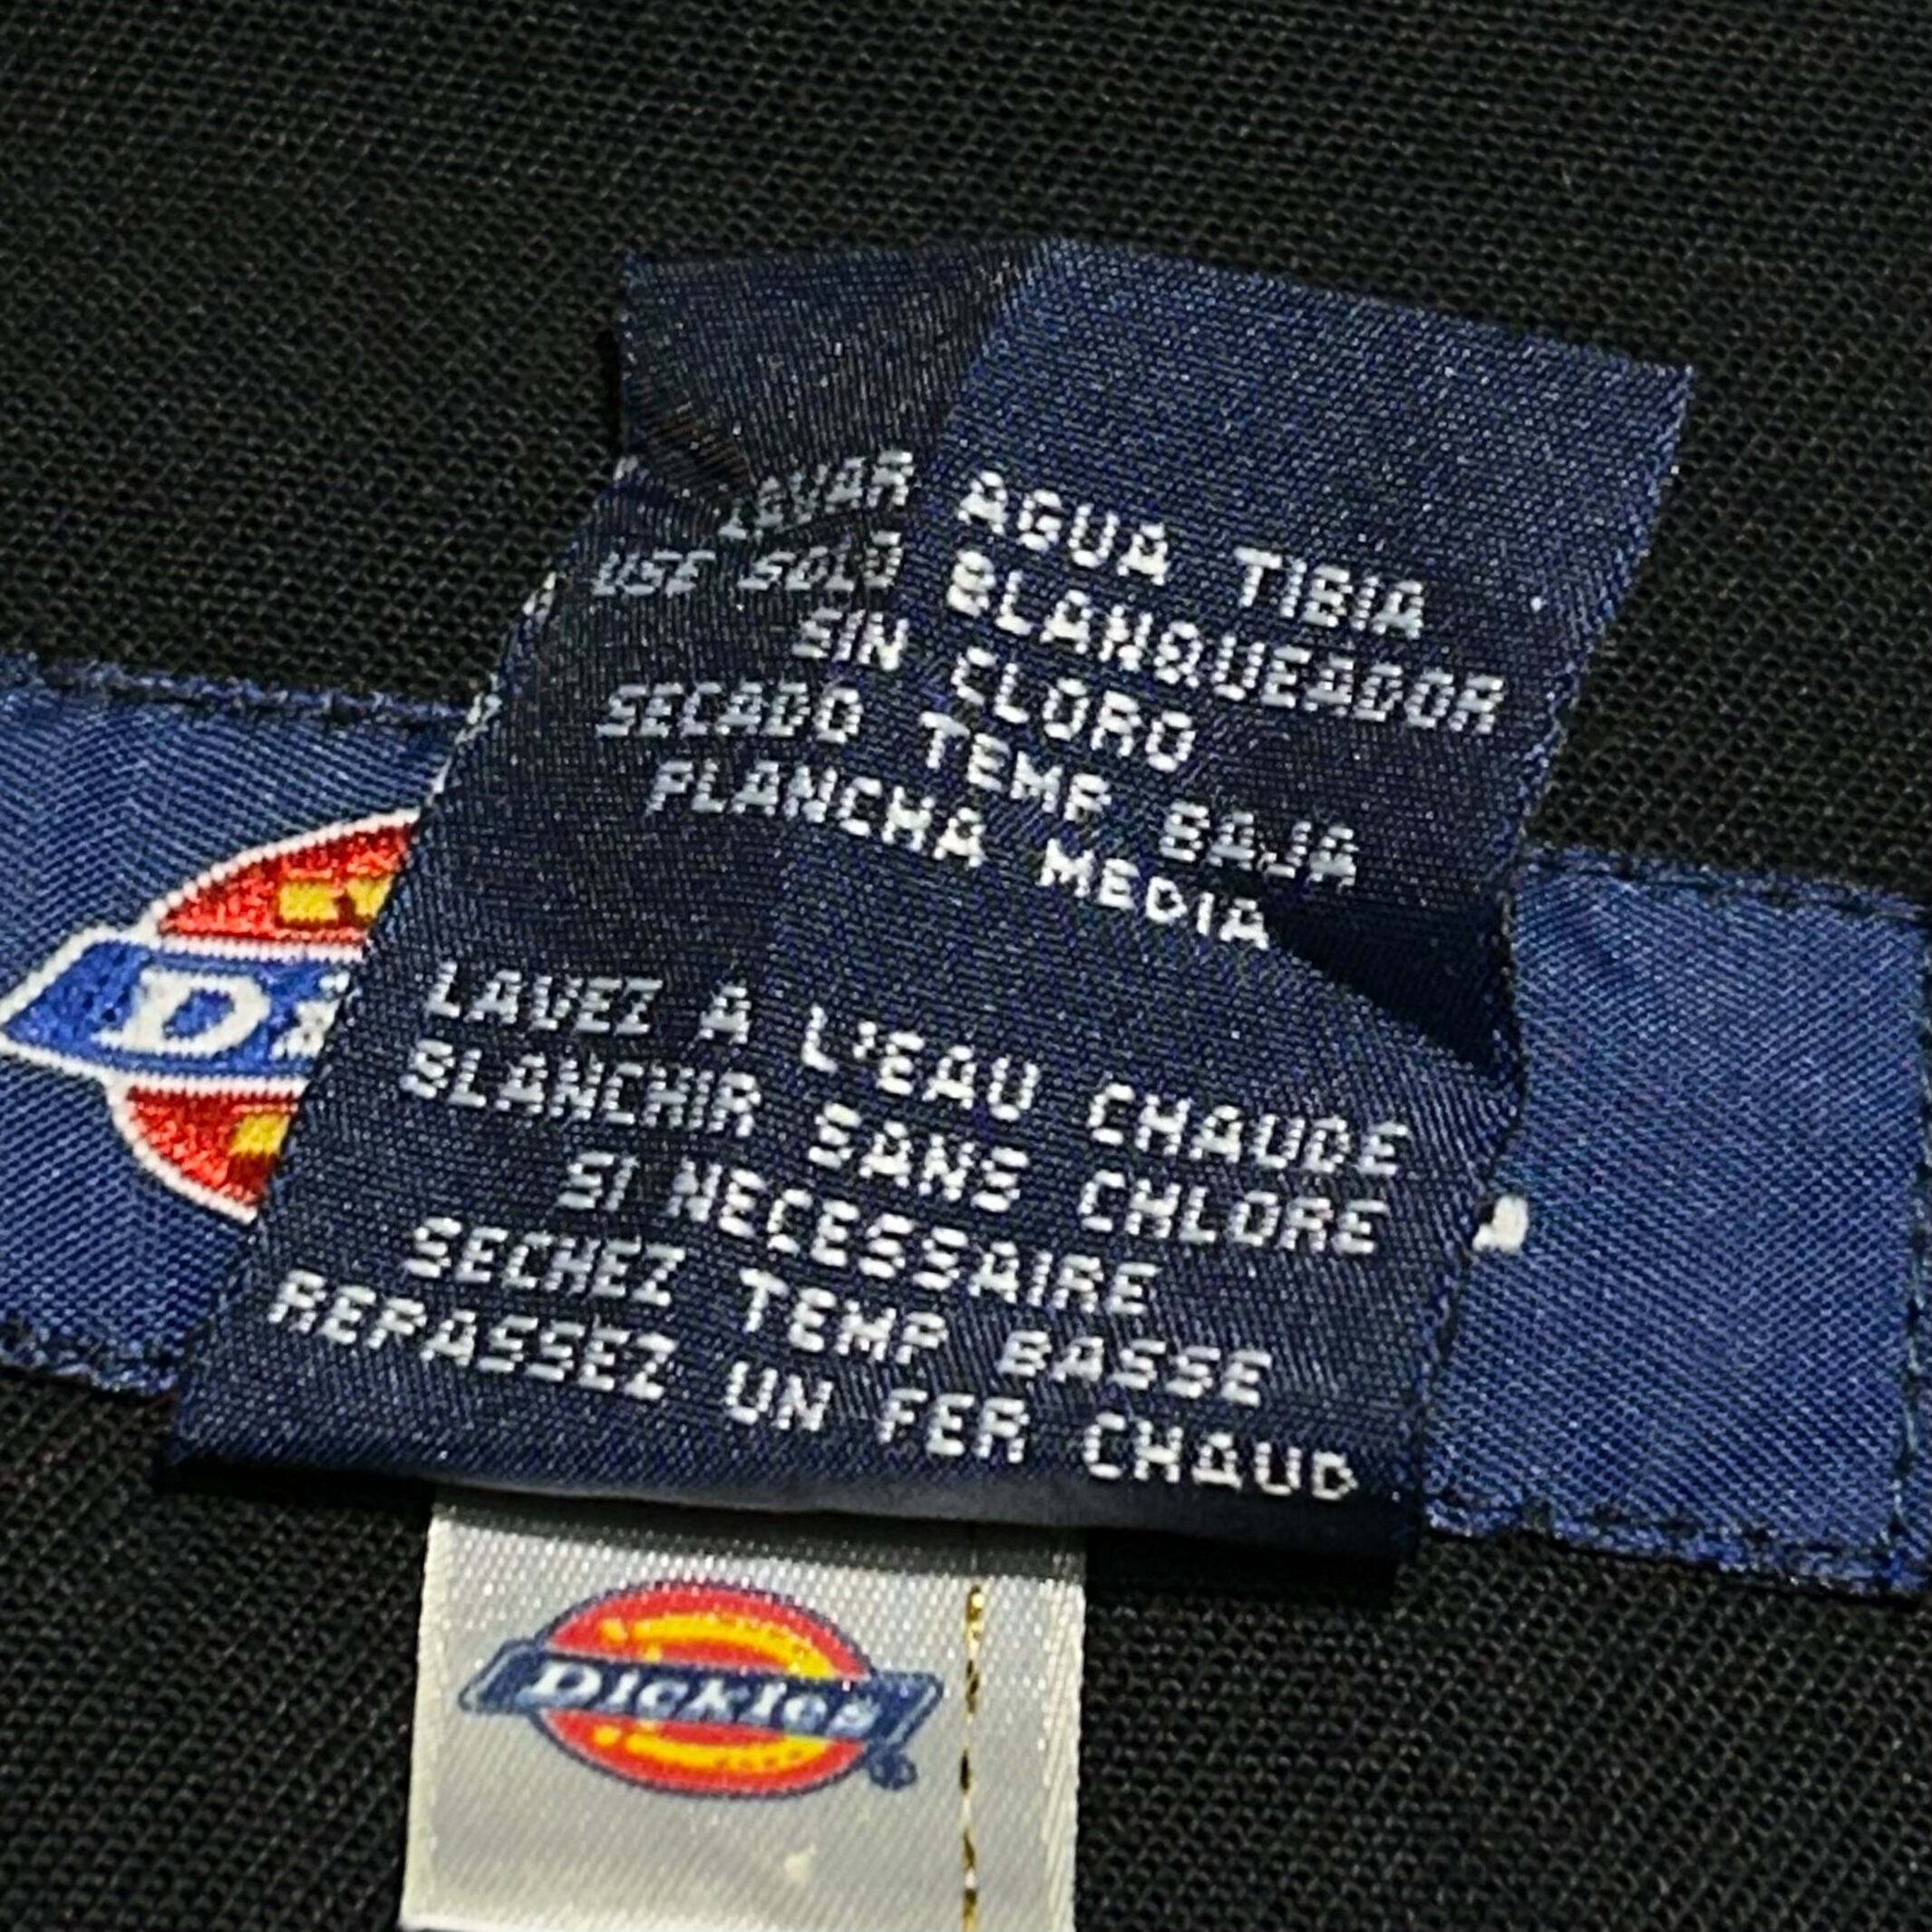 LAVAR AGUA TIBIA
USE SOLO BLANQUEADOR
SIN CLORO
SECADO TEMP BAJA
PLANCHA MEDIA
LAVEZ A L'EAU CHAUDE
BLANCHIR SANS CHLORE
SI NECESSAIRE
SECHEZ TEMP BASSE
REPASSEZ UN FER CHAUD
Dickies